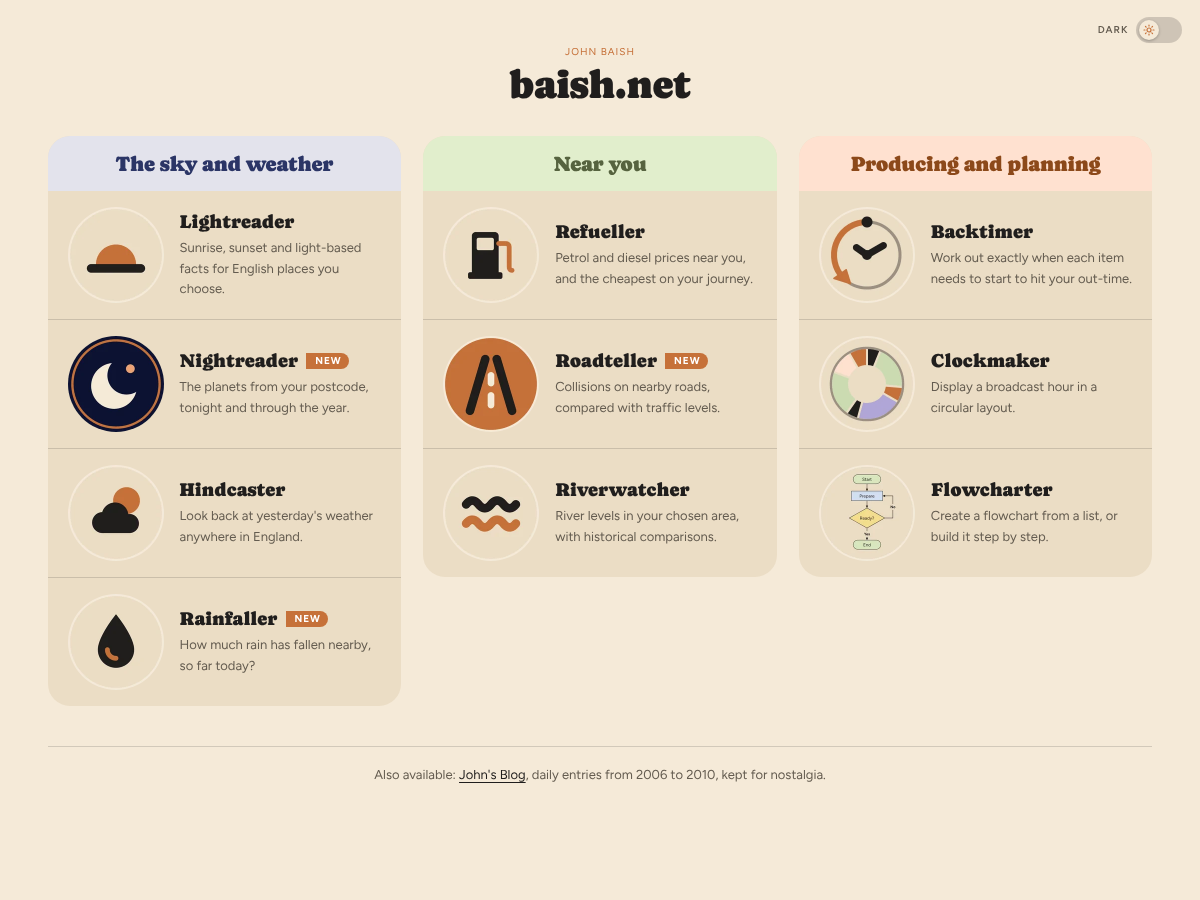 DARK
JOHN BAISH
baish.net
The sky and weather
Lightreader
Sunrise, sunset and light-based
facts for English places you
choose.
Nightreader NEW
The planets from your postcode,
tonight and through the year.
Hindcaster
Look back at yesterday's weather
anywhere in England.
Rainfaller NEW
How much rain has fallen nearby,
so far today?
Near you
Refueller
Petrol and diesel prices near you,
and the cheapest on your journey.
Roadteller NEW
Collisions on nearby roads,
compared with traffic levels.
Riverwatcher
River levels in your chosen area,
with historical comparisons.
Producing and planning
Backtimer
Work out exactly when each item
needs to start to hit your out-time.
Clockmaker
Display a broadcast hour in a
circular layout.
Start
Prepare
No
Ready?
Yes
End
Flowcharter
Create a flowchart from a list, or
build it step by step.
Also available: John's Blog, daily entries from 2006 to 2010, kept for nostalgia.